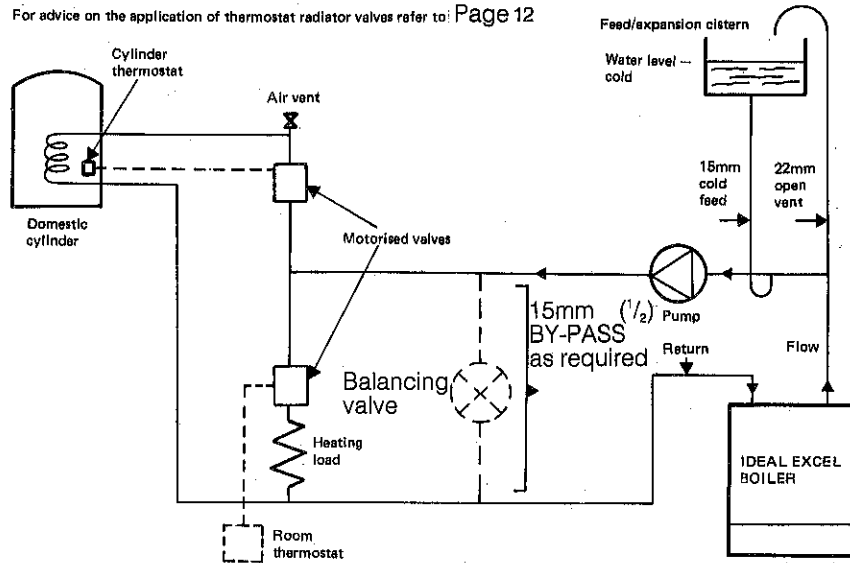 For advice on the application of thermostat radiator valves refer to Page 12
Feed/expansion cistern
Water level
cold
Cylinder
thermostat
Air vent
15mm
cold
feed
22mm
open
vent
Domestic
cylinder
Motorised valves
15mm (1/2)
BY-PASS
as required
Pump
Return
Flow
Balancing
valve
Heating
load
IDEAL EXCEL
BOILER
Room
thermostat